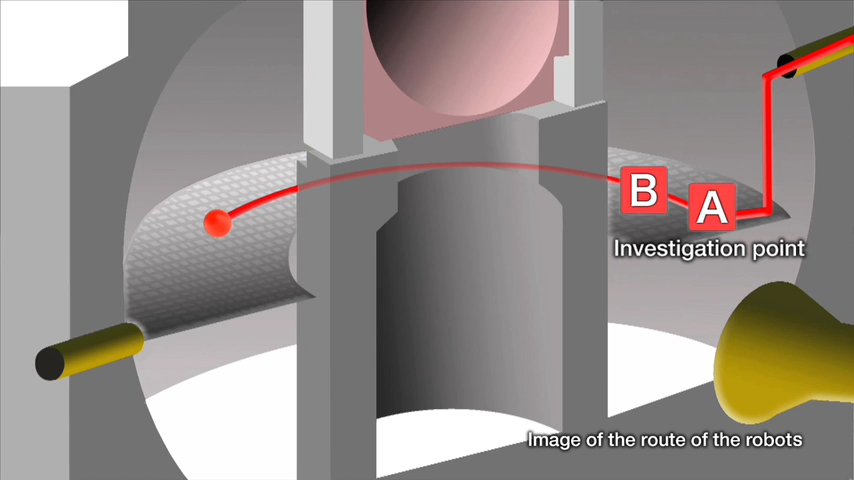 B
A
Investigation point
Image of the route of the robots